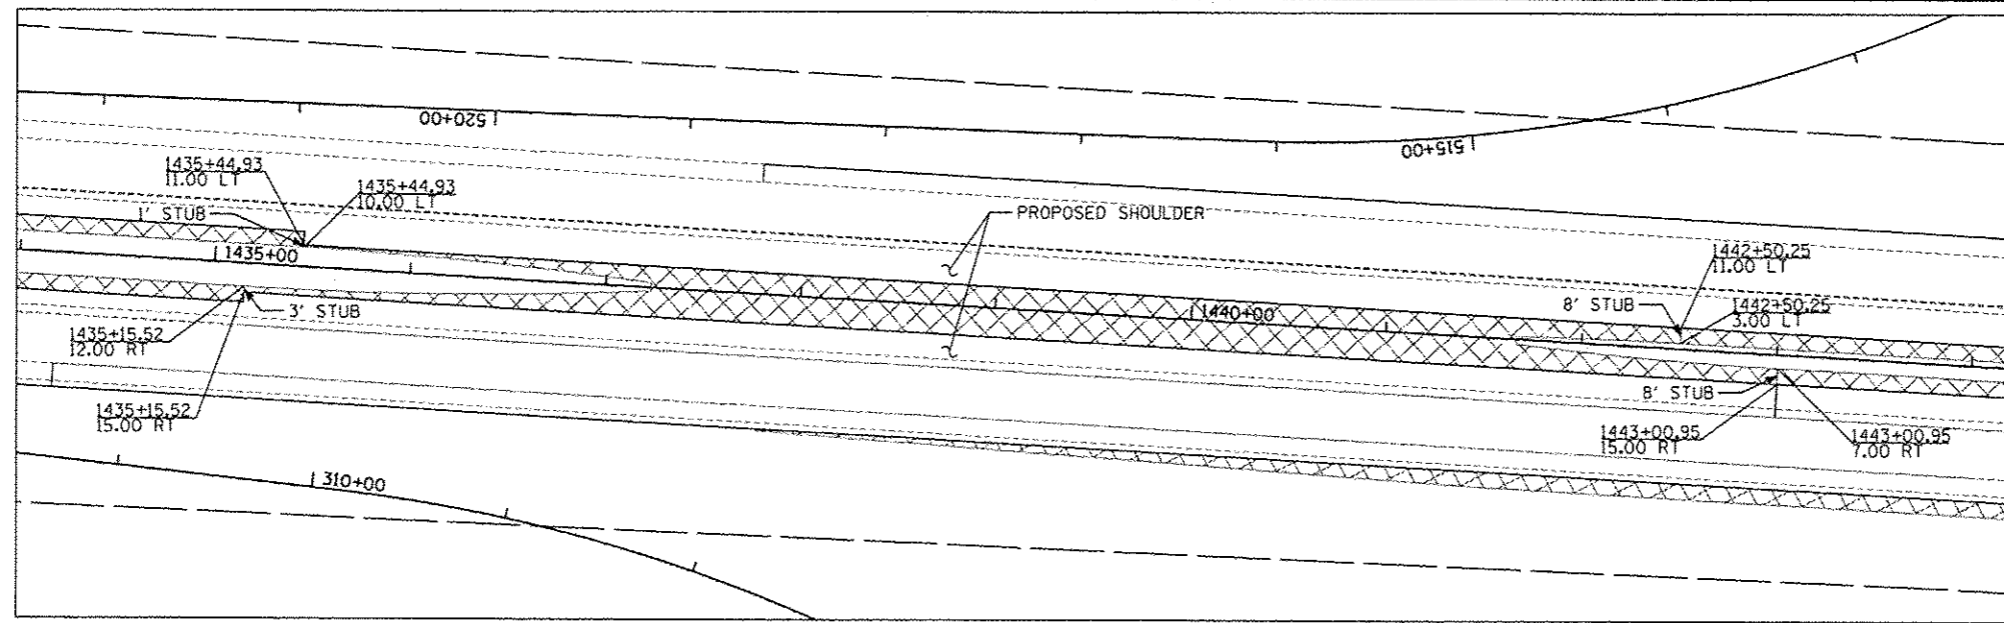 520+00
515+00
1435+44.93
11.00 LT
1435+44.93
10.00 LT
1' STUB
PROPOSED SHOULDER
1435+00
1442+50.25
11.00 LT
8' STUB
1442+50.25
3.00 LT
1440+00
3' STUB
1435+15.52
12.00 RT
8' STUB
1435+15.52
15.00 RT
1443+00.95
15.00 RT
1443+00.95
7.00 RT
310+00